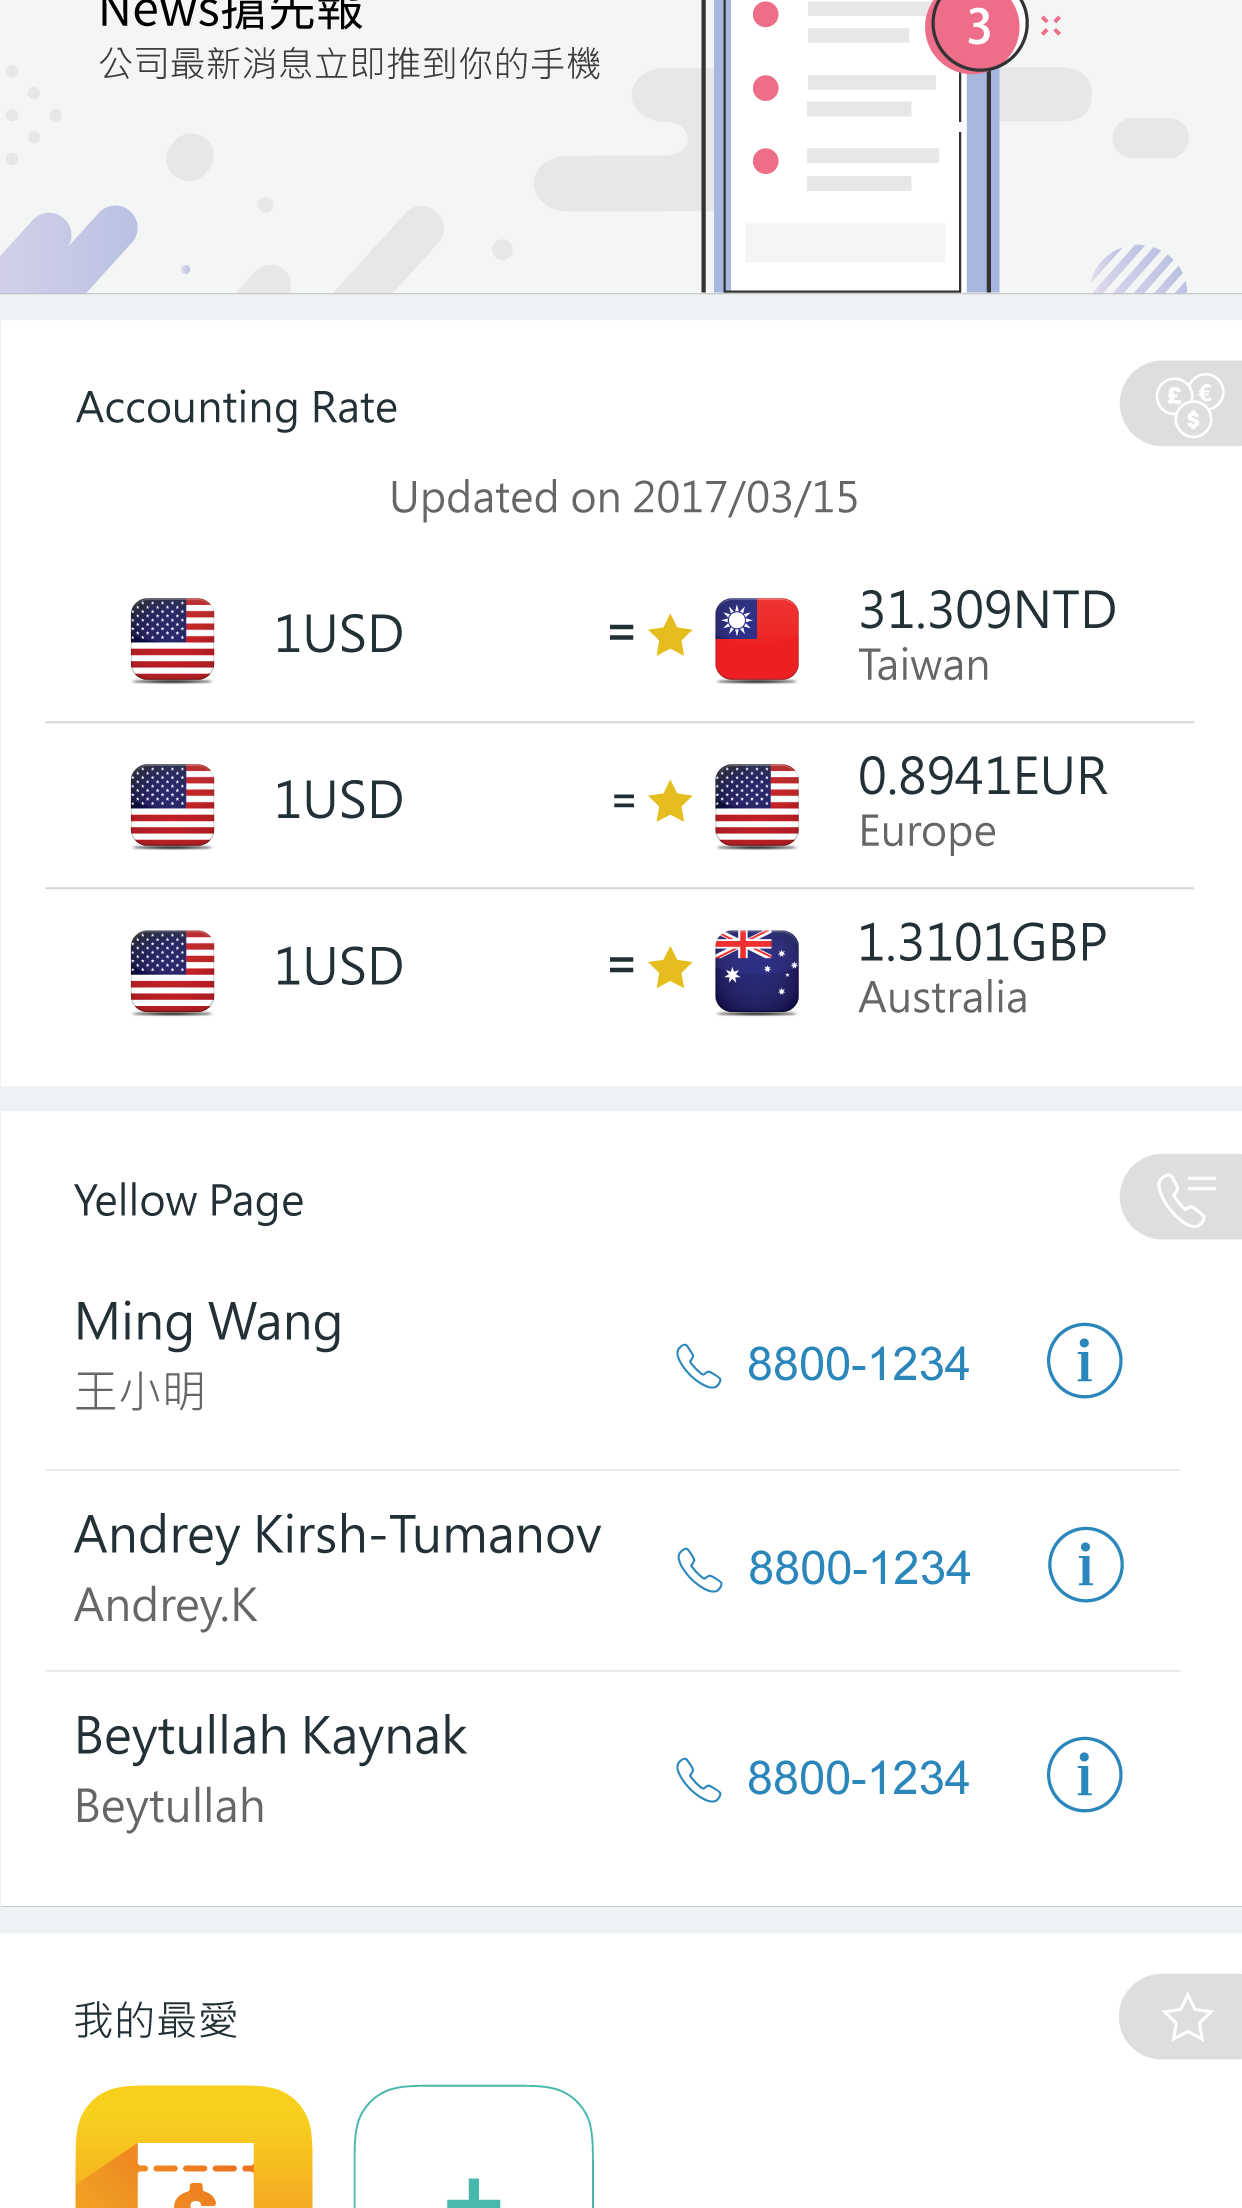 News搶先報
公司最新消息立即推到你的手機
3
Accounting Rate
£ € $
Updated on 2017/03/15
1USD = 31.309NTD
Taiwan
1USD = 0.8941EUR
Europe
1USD = 1.3101GBP
Australia
Yellow Page
Ming Wang
王小明
8800-1234
i
Andrey Kirsh-Tumanov
Andrey.K
8800-1234
i
Beytullah Kaynak
Beytullah
8800-1234
i
我的最愛
$
+